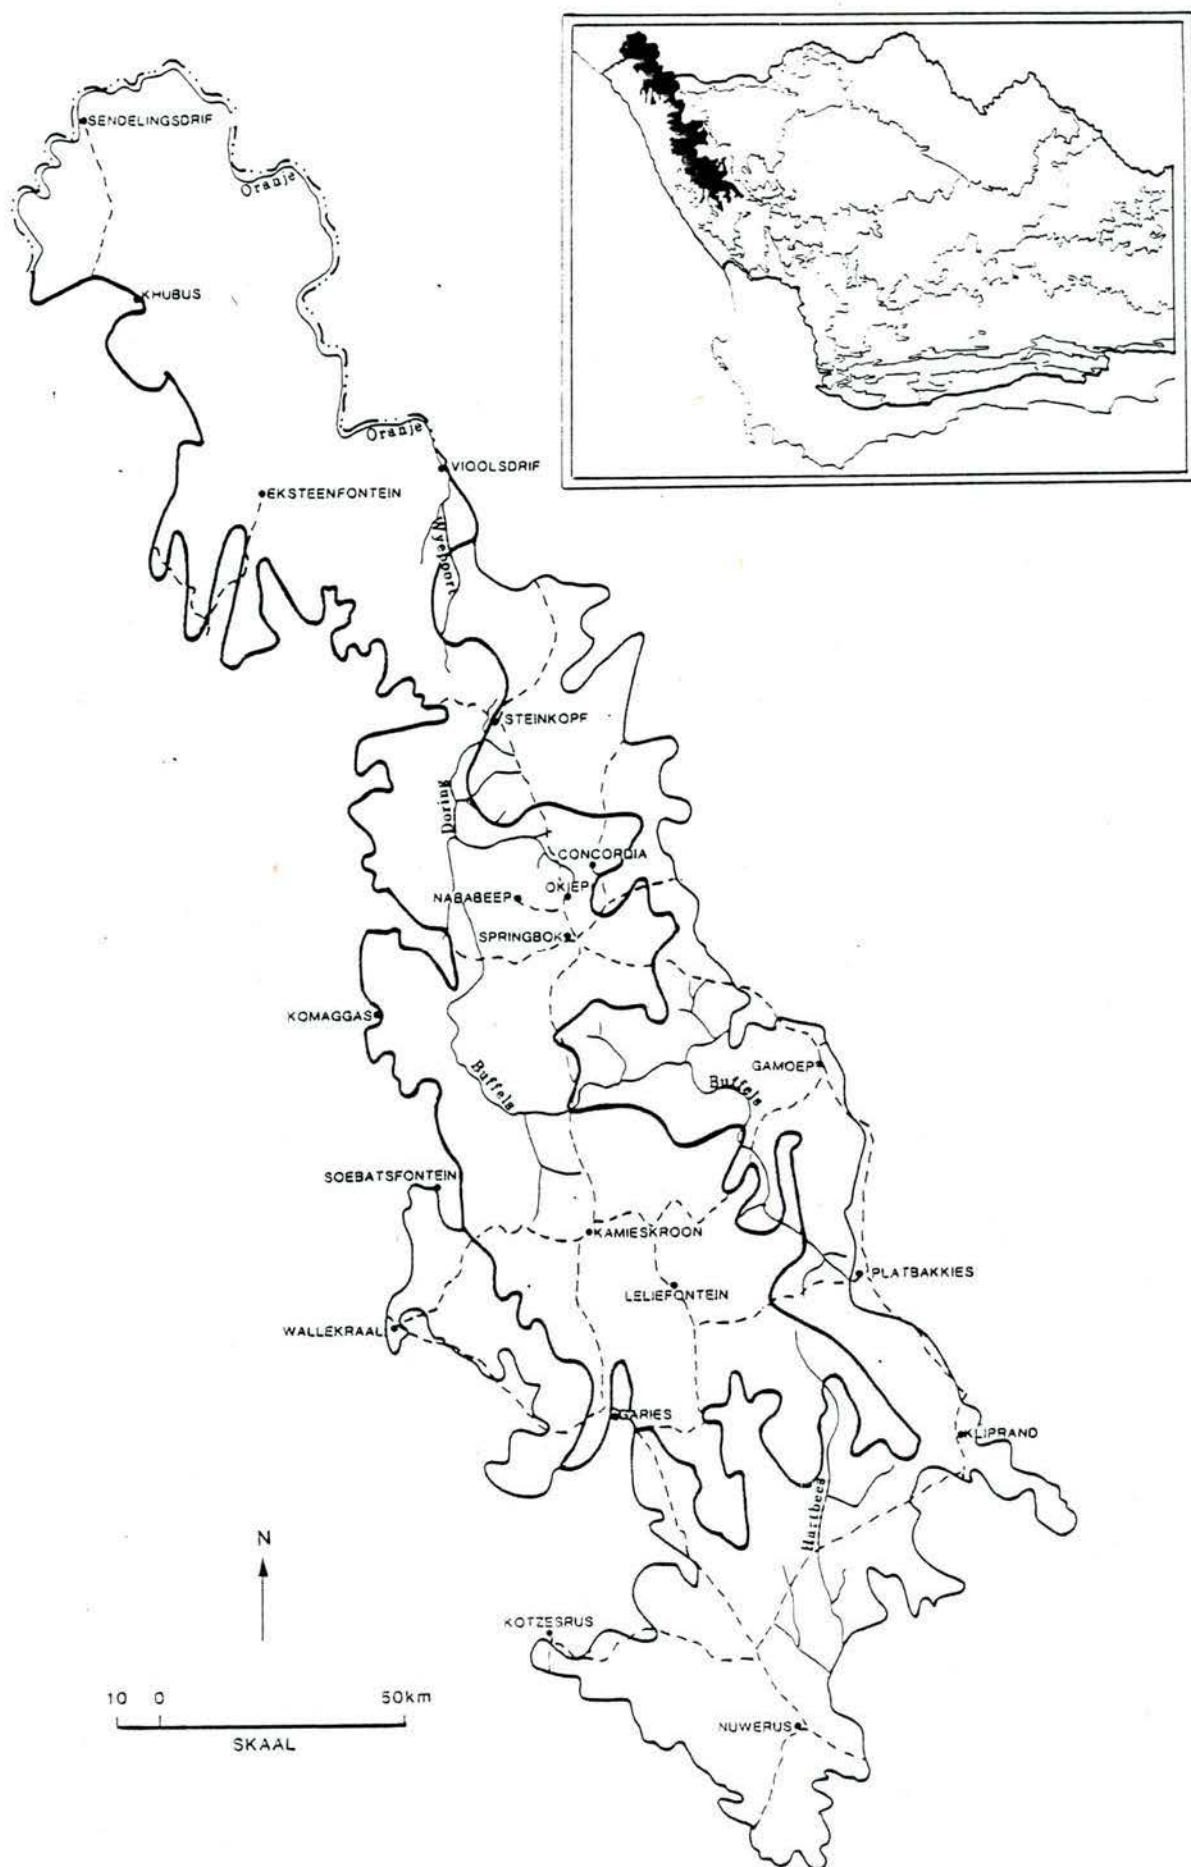 SENDELINGSDRIF
Oranje
KHUBUS
Oranje
VIOOLSDRIF
EKSTEENFONTEIN
Wyepoort
STEINKOPF
Doring
CONCORDIA
OKIEP
NABABEEP
SPRINGBOK
KOMAGGAS
GAMOEP
Buffels
Buffels
SOEBATSFONTEIN
KAMIESKROON
PLATBAKKIES
LELIEFONTEIN
WALLEKRAAL
GARIES
KLIPRAND
Hartbees
N
KOTZESRUS
10 0 50km
NUWERUS
SKAAL